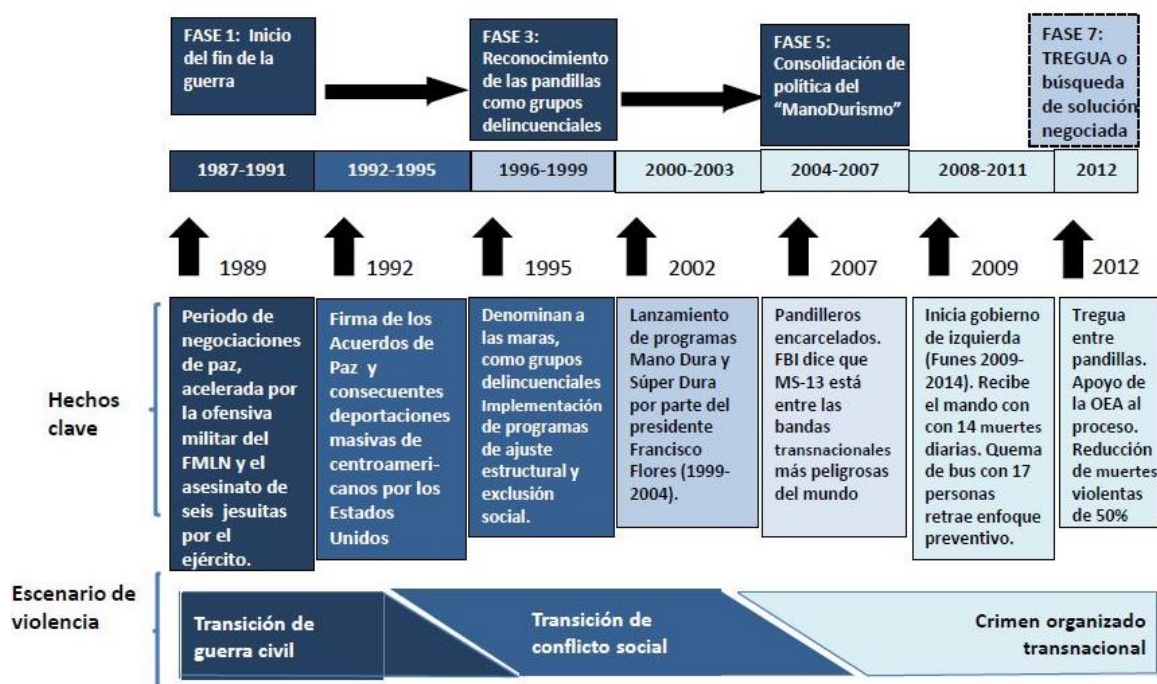 FASE 1: Inicio
del fin de la
guerra
FASE 3:
Reconocimiento
de las pandillas
como grupos
delincuenciales
FASE 5:
Consolidación de
política del
“ManoDurismo”
FASE 7:
TREGUA o
búsqueda
de solución
negociada
1987-1991
1992-1995
1996-1999
2000-2003
2004-2007
2008-2011
2012
1989
1992
1995
2002
2007
2009
2012
Hechos
clave
Periodo de
negociaciones
de paz,
acelerada por
la ofensiva
militar del
FMLN y el
asesinato de
seis jesuitas
por el
ejército.
Firma de los
Acuerdos de
Paz y
consecuentes
deportaciones
masivas de
centroameri-
canos por los
Estados
Unidos
Denominan a
las maras,
como grupos
delincuenciales
Implementación
de programas
de ajuste
estructural y
exclusión
social.
Lanzamiento
de programas
Mano Dura y
Súper Dura
por parte del
presidente
Francisco
Flores (1999-
2004).
Pandilleros
encarcelados.
FBI dice que
MS-13 está
entre las
bandas
transnacionales
más peligrosas
del mundo
Inicia gobierno
de izquierda
(Funes 2009-
2014). Recibe
el mando con
con 14 muertes
diarias. Quema
de bus con 17
personas
retrae enfoque
preventivo.
Tregua
entre
pandillas.
Apoyo de
la OEA al
proceso.
Reducción
de muertes
violentas
de 50%
Escenario de
violencia
Transición de
guerra civil
Transición de
conflicto social
Crimen organizado
transnacional